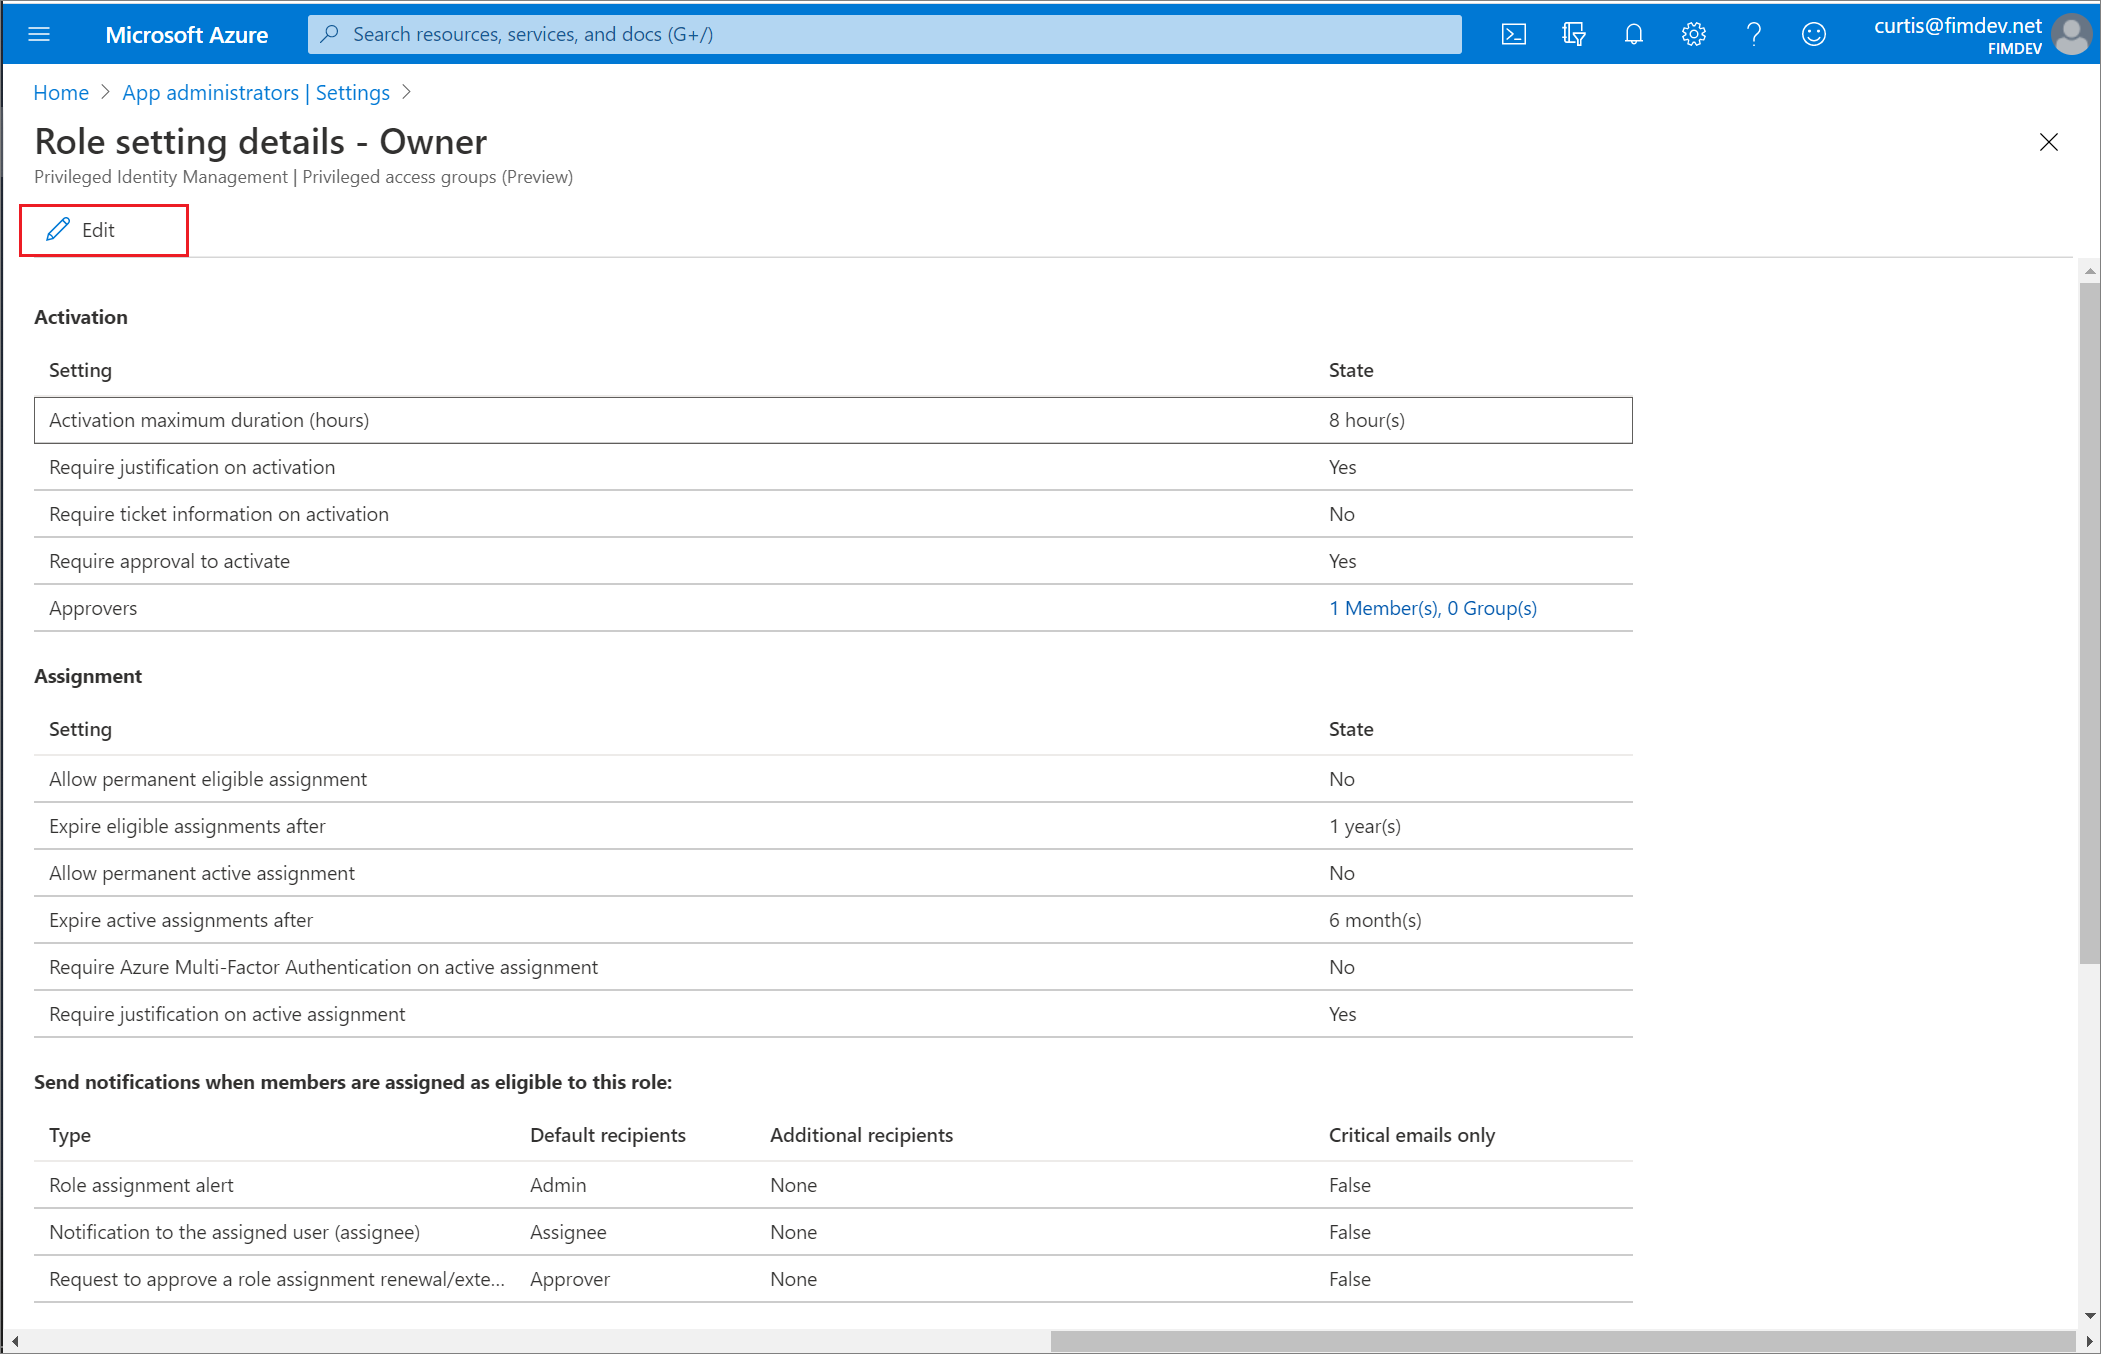 Microsoft Azure
Search resources, services, and docs (G+/)
curtis@fimdev.net
FIMDEV
Home > App administrators | Settings >
Role setting details - Owner
Privileged Identity Management | Privileged access groups (Preview)
Edit
Activation
Setting State
Activation maximum duration (hours) 8 hour(s)
Require justification on activation Yes
Require ticket information on activation No
Require approval to activate Yes
Approvers 1 Member(s), 0 Group(s)
Assignment
Setting State
Allow permanent eligible assignment No
Expire eligible assignments after 1 year(s)
Allow permanent active assignment No
Expire active assignments after 6 month(s)
Require Azure Multi-Factor Authentication on active assignment No
Require justification on active assignment Yes
Send notifications when members are assigned as eligible to this role:
Type Default recipients Additional recipients Critical emails only
Role assignment alert Admin None False
Notification to the assigned user (assignee) Assignee None False
Request to approve a role assignment renewal/exte... Approver None False